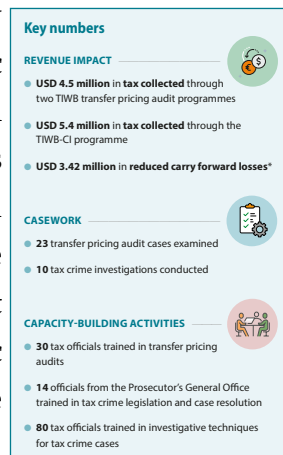 Key numbers
REVENUE IMPACT
USD 4.5 million in tax collected through
two TIWB transfer pricing audit programmes
USD 5.4 million in tax collected through the
TIWB-CI programme
USD 3.42 million in reduced carry forward losses*
CASEWORK
23 transfer pricing audit cases examined
10 tax crime investigations conducted
CAPACITY-BUILDING ACTIVITIES
30 tax officials trained in transfer pricing
audits
14 officials from the Prosecutor's General Office
trained in tax crime legislation and case resolution
80 tax officials trained in investigative techniques
for tax crime cases